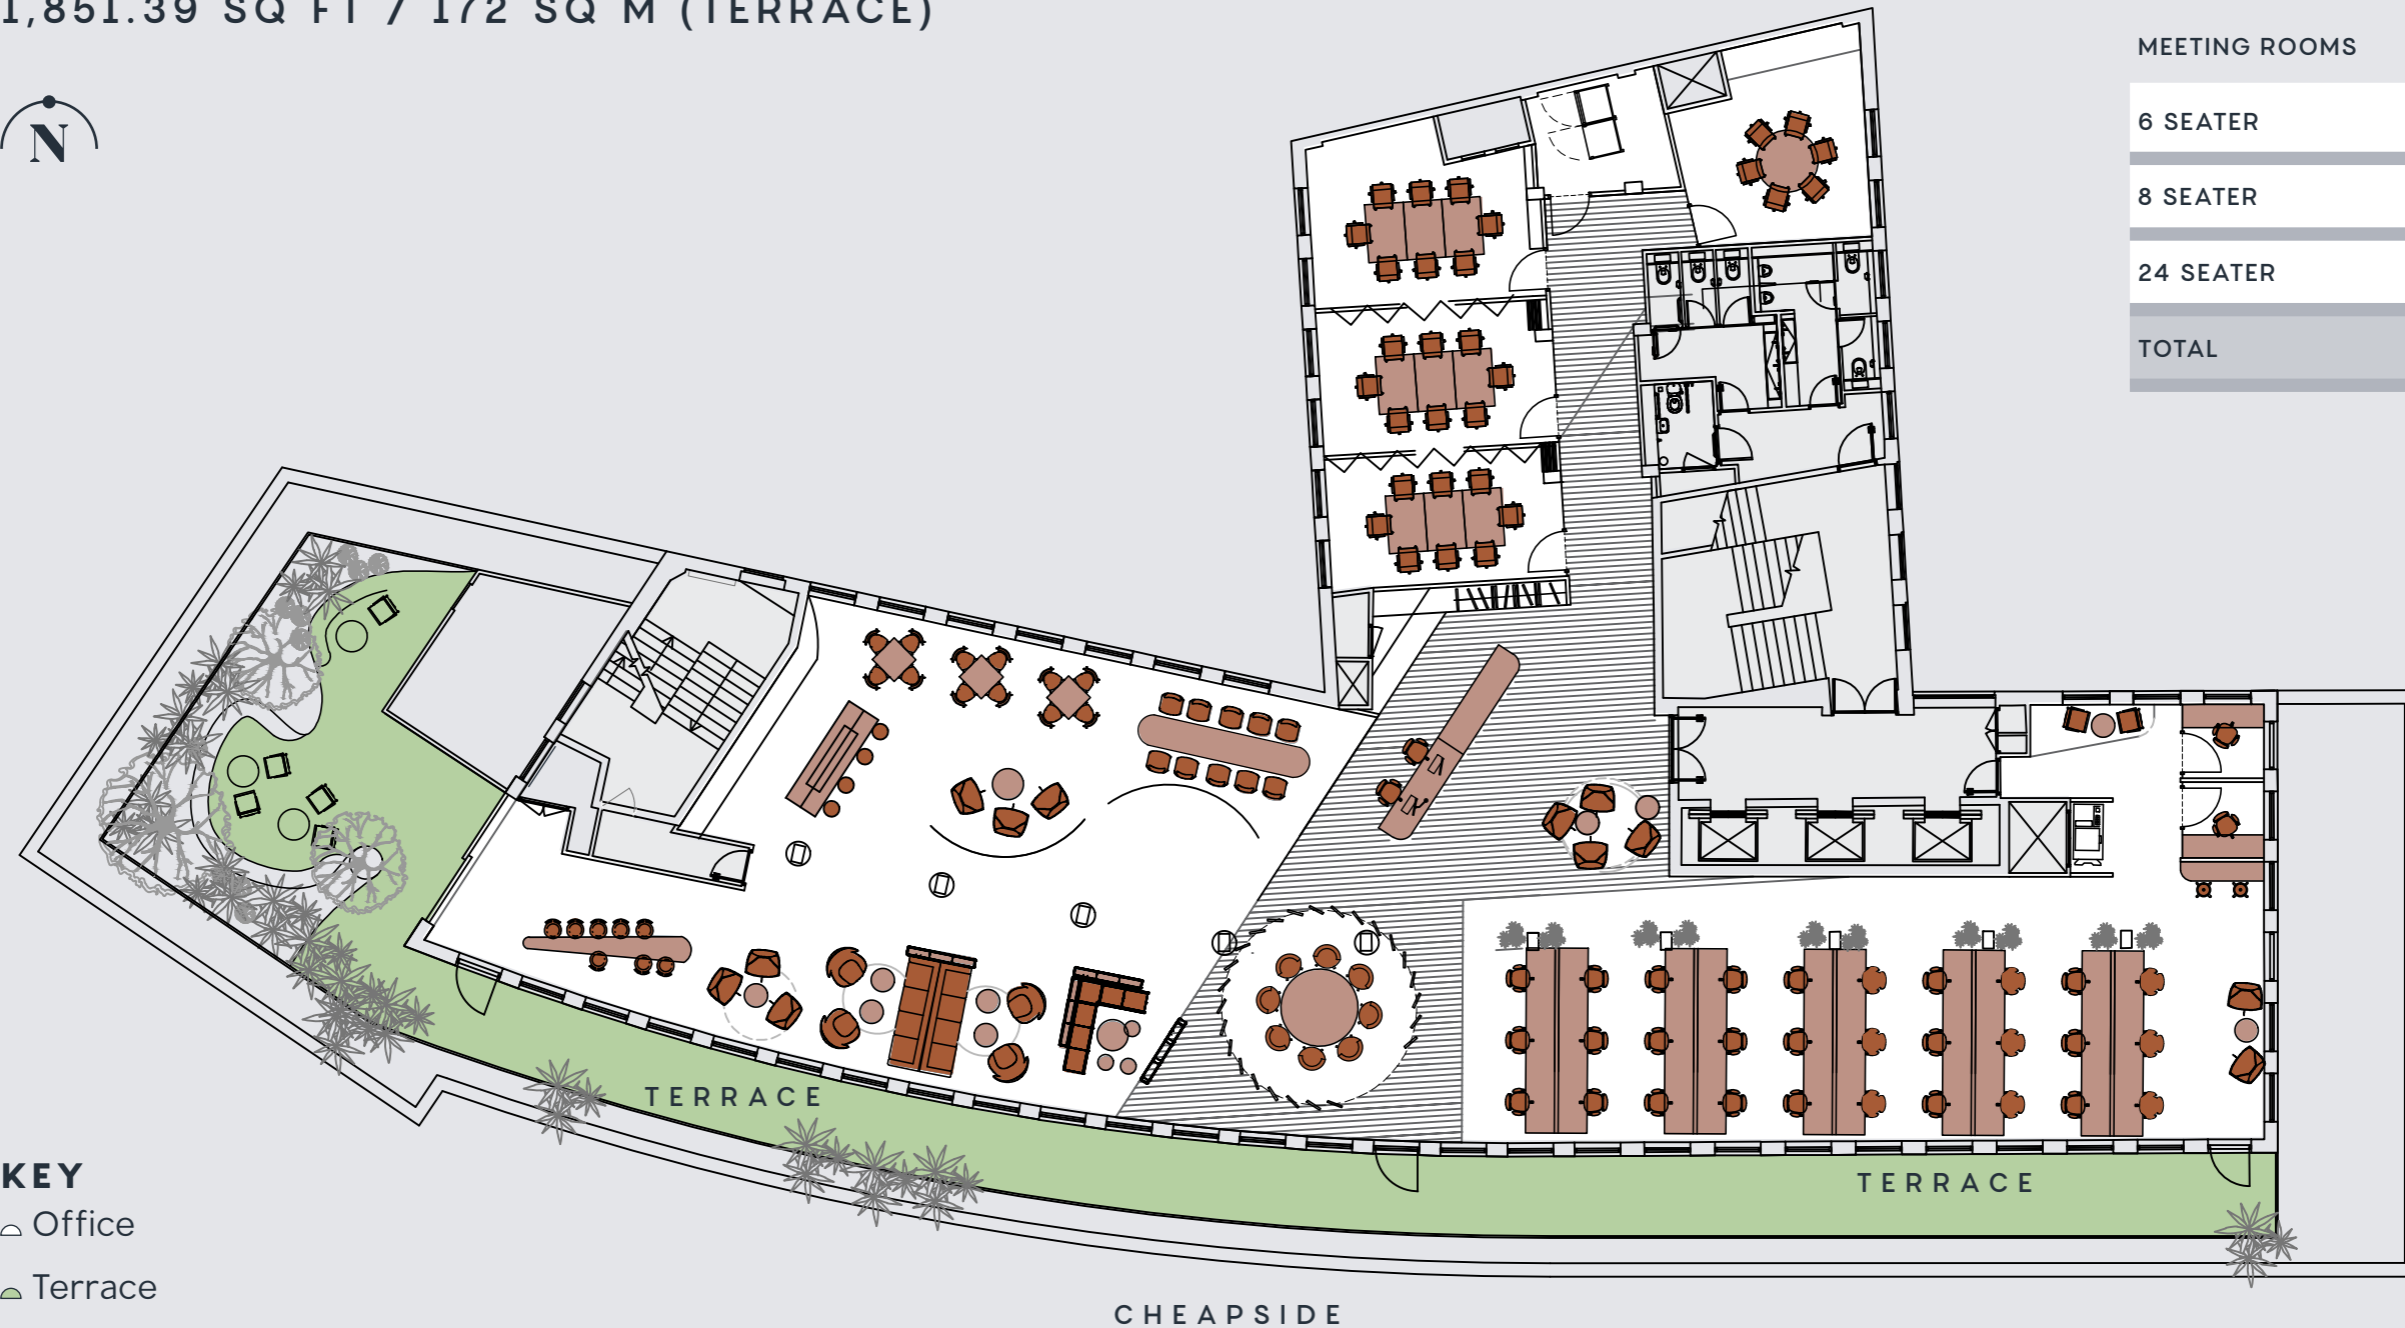 1,851.39 SQ FT / 172 SQ M (TERRACE)
N
MEETING ROOMS
6 SEATER
8 SEATER
24 SEATER
TOTAL
TERRACE
TERRACE
KEY
Office
Terrace
CHEAPSIDE